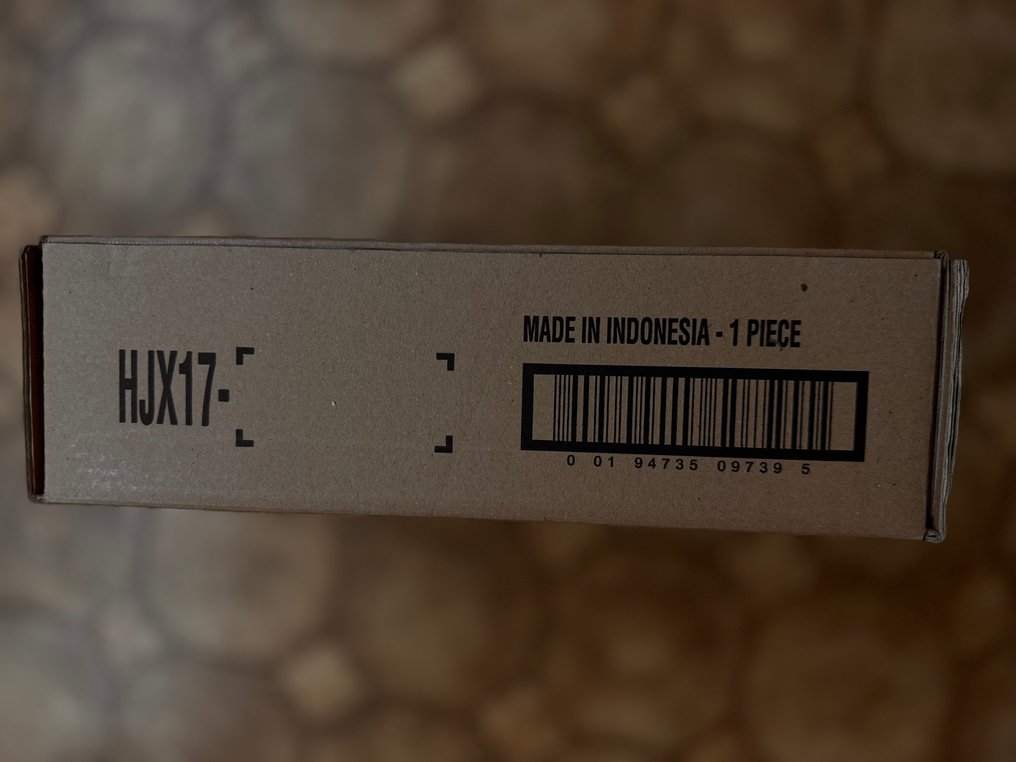 MADE IN INDONESIA - 1 PIECE
HJX17-
0 01 94735 09739 5